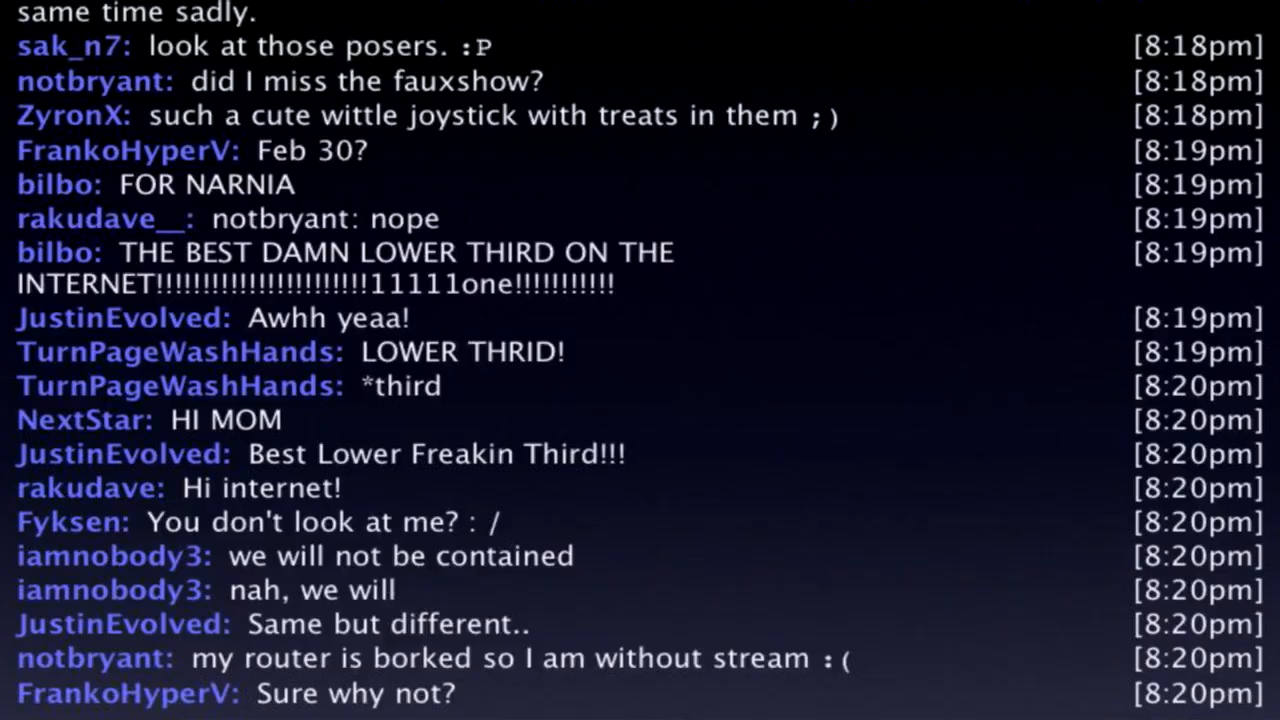 same time sadly.
sak_n7: look at those posers. :P [8:18pm]
notbryant: did I miss the fauxshow? [8:18pm]
ZyronX: such a cute wittle joystick with treats in them ;) [8:18pm]
FrankoHyperV: Feb 30? [8:19pm]
bilbo: FOR NARNIA [8:19pm]
rakudave__: notbryant: nope [8:19pm]
bilbo: THE BEST DAMN LOWER THIRD ON THE [8:19pm]
INTERNET!!!!!!!!!!!!!!!!!!!!!!!11111one!!!!!!!!!!!
JustinEvolved: Awhh yeaa! [8:19pm]
TurnPageWashHands: LOWER THRID! [8:19pm]
TurnPageWashHands: *third [8:20pm]
NextStar: HI MOM [8:20pm]
JustinEvolved: Best Lower Freakin Third!!! [8:20pm]
rakudave: Hi internet! [8:20pm]
Fyksen: You don't look at me? : / [8:20pm]
iamnobody3: we will not be contained [8:20pm]
iamnobody3: nah, we will [8:20pm]
JustinEvolved: Same but different.. [8:20pm]
notbryant: my router is borked so I am without stream :( [8:20pm]
FrankoHyperV: Sure why not? [8:20pm]